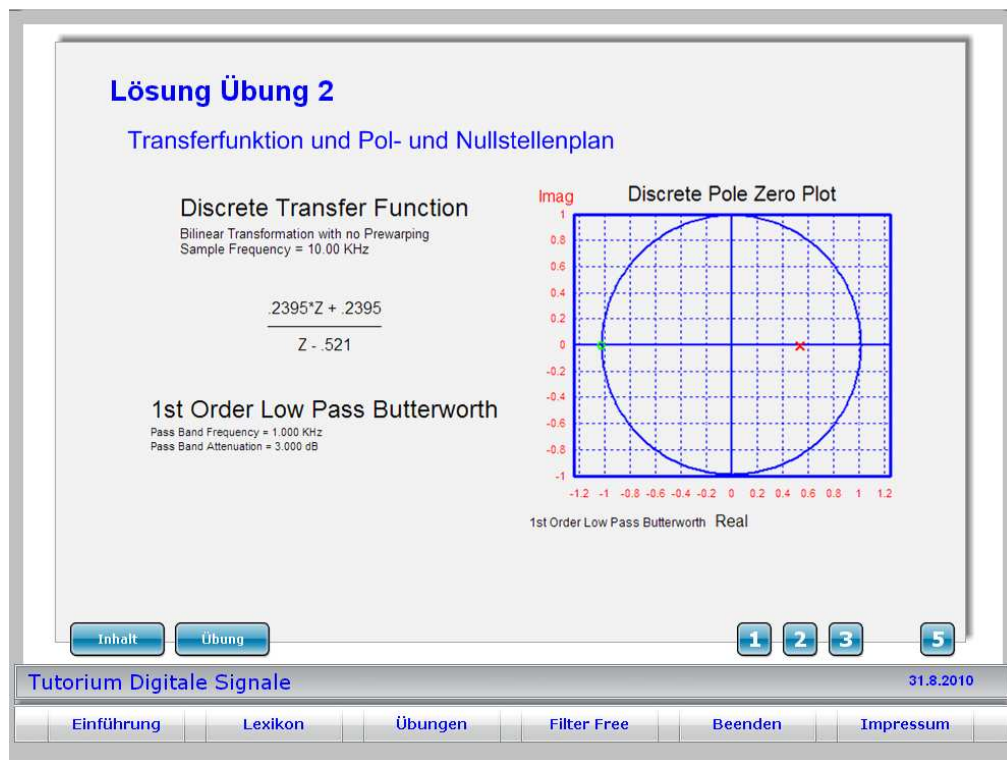 Lösung Übung 2
Transferfunktion und Pol- und Nullstellenplan
Discrete Transfer Function
Bilinear Transformation with no Prewarping
Sample Frequency = 10.00 KHz
.2395*Z + .2395
Z - .521
1st Order Low Pass Butterworth
Pass Band Frequency = 1.000 KHz
Pass Band Attenuation = 3.000 dB
Imag
Discrete Pole Zero Plot
1
0.8
0.6
0.4
0.2
0
-0.2
-0.4
-0.6
-0.8
-1
-1.2 -1 -0.8 -0.6 -0.4 -0.2 0 0.2 0.4 0.6 0.8 1 1.2
1st Order Low Pass Butterworth Real
Inhalt Übung 1 2 3 5
Tutorium Digitale Signale 31.8.2010
Einführung Lexikon Übungen Filter Free Beenden Impressum